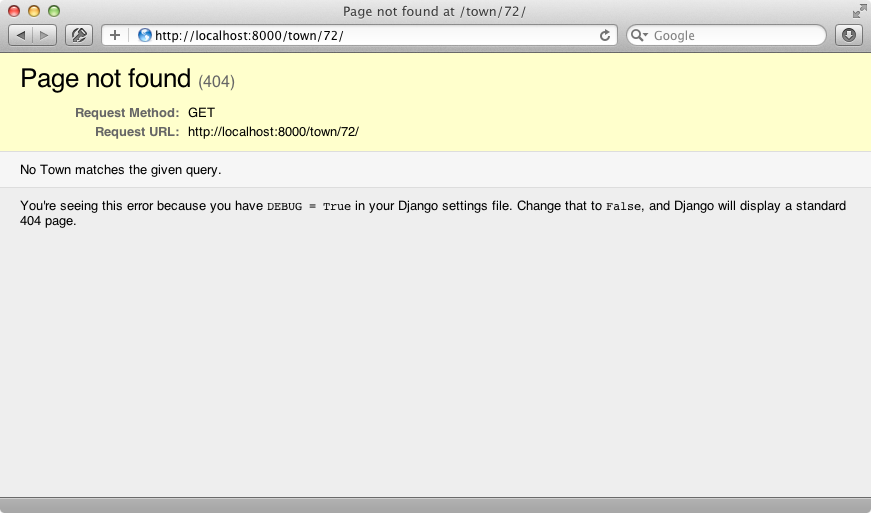 Page not found at /town/72/
http://localhost:8000/town/72/
Google
Page not found (404)
Request Method: GET
Request URL: http://localhost:8000/town/72/
No Town matches the given query.
You're seeing this error because you have DEBUG = True in your Django settings file. Change that to False, and Django will display a standard
404 page.